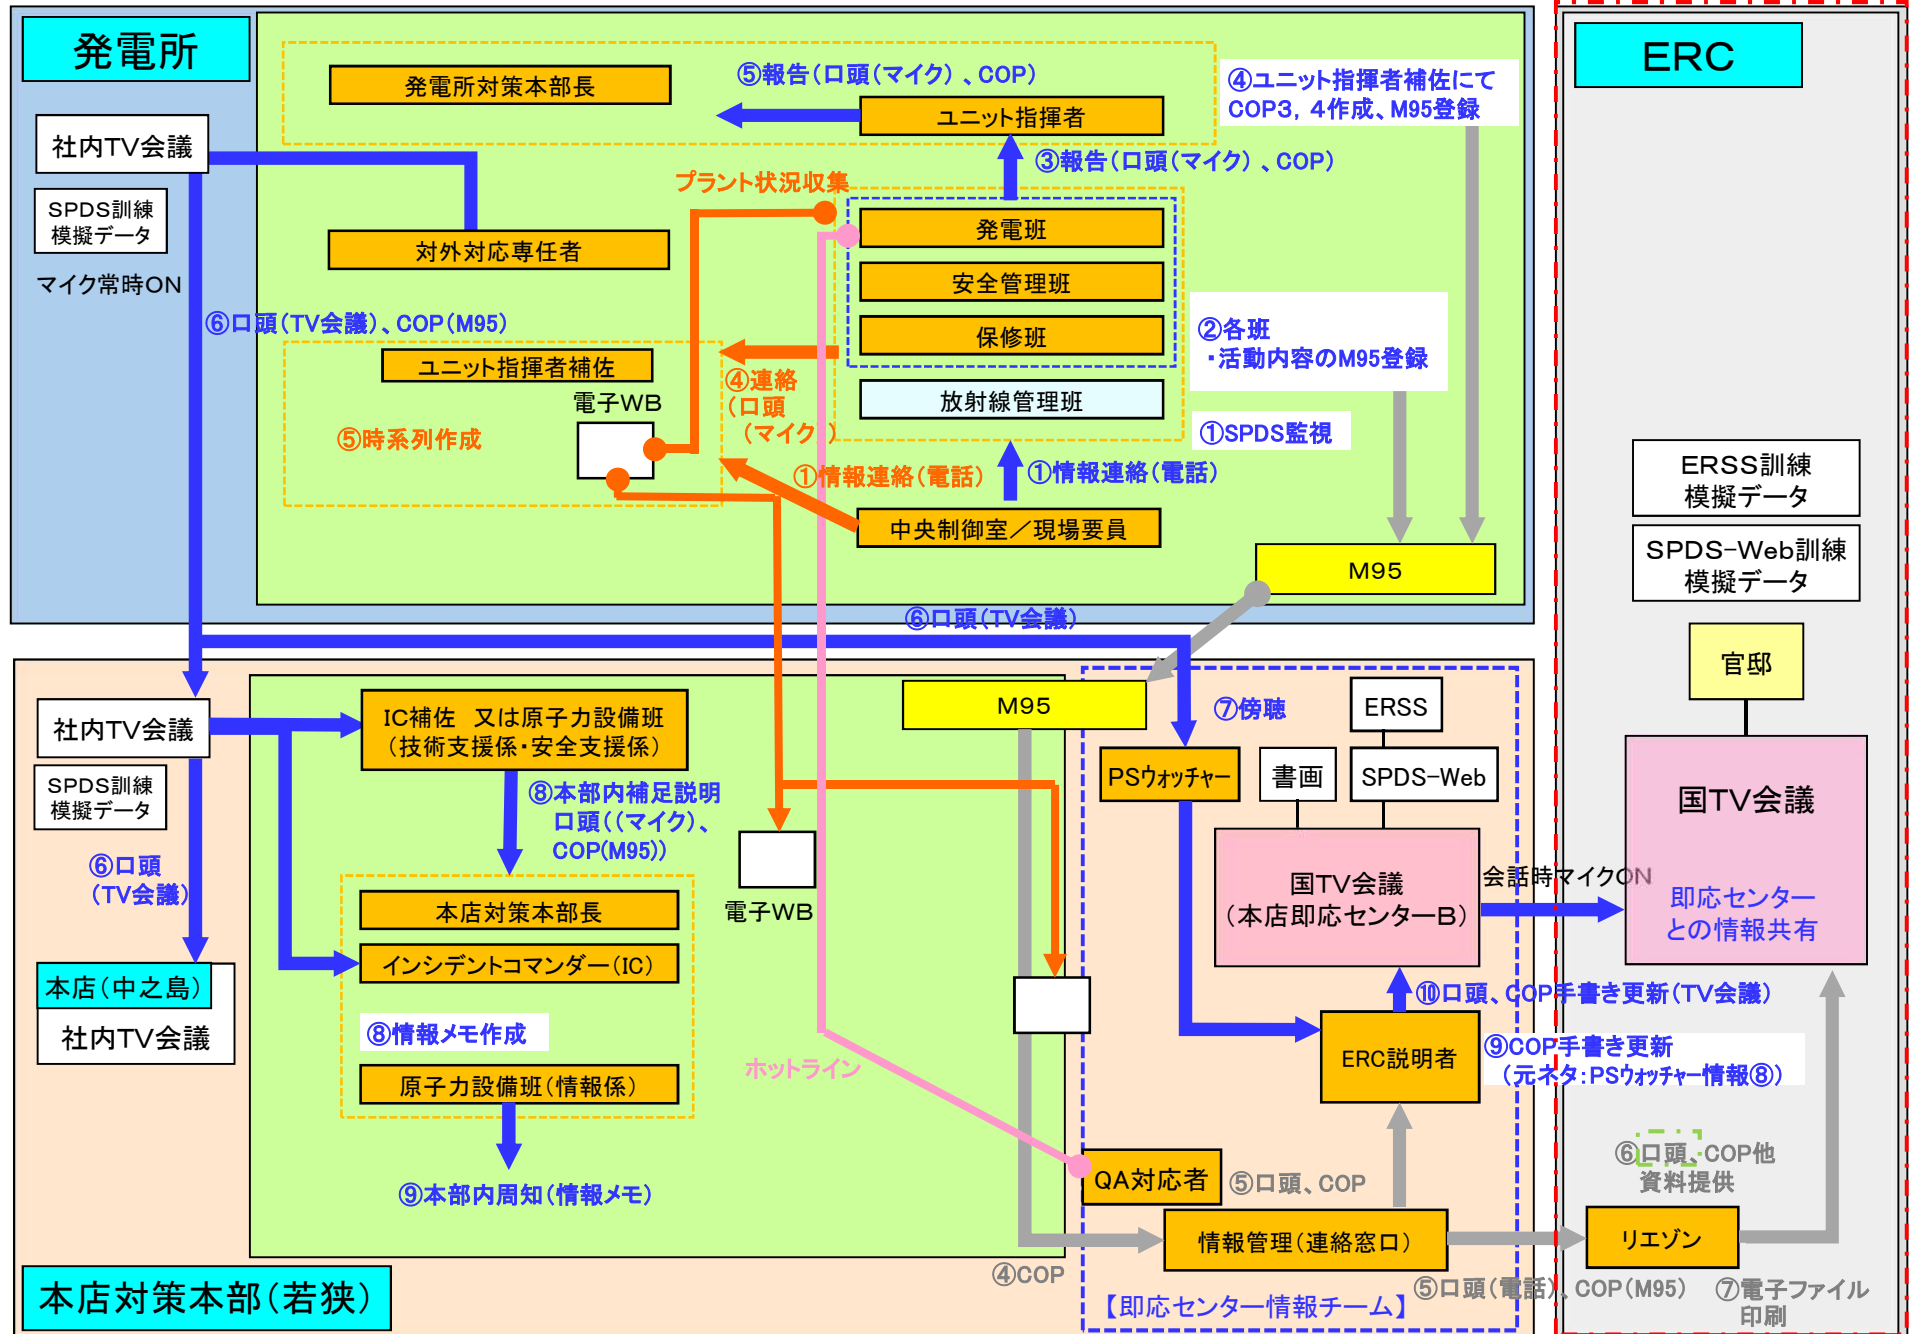 発電所
発電所対策本部長
⑤報告(口頭(マイク)、COP)
ユニット指揮者
④ユニット指揮者補佐にて
COP3，4作成、M95登録
③報告(口頭(マイク)、COP)
社内TV会議
SPDS訓練
模擬データ
マイク常時ON
プラント状況収集
対外対応専任者
発電班
安全管理班
保修班
放射線管理班
⑥口頭(TV会議)、COP(M95)
②各班
・活動内容のM95登録
ユニット指揮者補佐
電子WB
⑤時系列作成
④連絡
(口頭
(マイク))
①SPDS監視
①情報連絡(電話)
①情報連絡(電話)
中央制御室／現場要員
M95
⑥口頭(TV会議)
ERC
ERSS訓練
模擬データ
SPDS-Web訓練
模擬データ
官邸
国TV会議
即応センター
との情報共有
社内TV会議
SPDS訓練
模擬データ
IC補佐 又は原子力設備班
(技術支援係・安全支援係)
⑧本部内補足説明
口頭((マイク)、
COP(M95))
M95
⑦傍聴
ERSS
PSウォッチャー
書画
SPDS-Web
国TV会議
(本店即応センターB)
会話時マイクON
⑥口頭
(TV会議)
本店(中之島)
社内TV会議
本店対策本部長
インシデントコマンダー(IC)
電子WB
⑧情報メモ作成
原子力設備班(情報係)
⑨本部内周知(情報メモ)
ホットライン
⑩口頭、COP手書き更新(TV会議)
ERC説明者
⑨COP手書き更新
(元ネタ:PSウォッチャー情報⑧)
QA対応者
⑤口頭、COP
⑥口頭、COP他
資料提供
情報管理(連絡窓口)
リエゾン
④COP
⑤口頭(電話)、COP(M95)
⑦電子ファイル
印刷
【即応センター情報チーム】
本店対策本部(若狭)